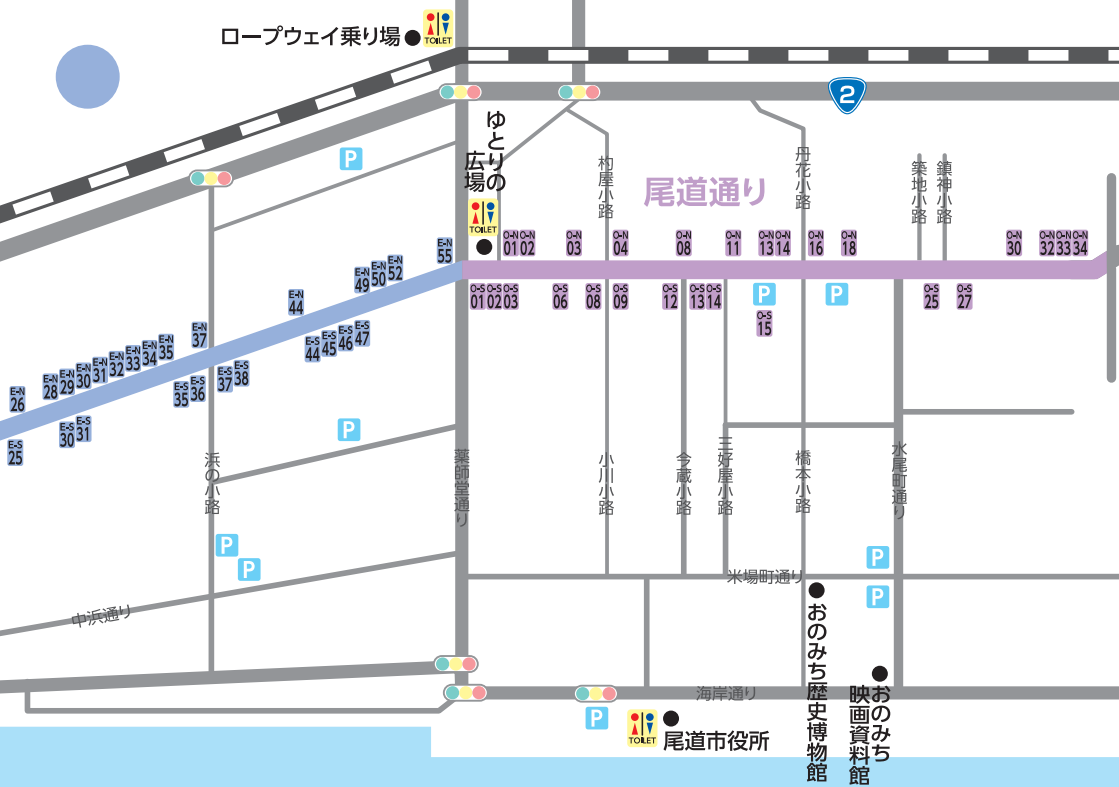 ロープウェイ乗り場
TOILET
2
ゆとりの
広場
TOILET
P
杓屋小路
丹花小路
築地小路
鎮神小路
尾道通り
O-N 01
O-N 02
O-N 03
O-N 04
O-N 08
O-N 11
O-N 13
O-N 14
O-N 16
O-N 18
O-N 30
O-N 32
O-N 33
O-N 34
O-S 01
O-S 02
O-S 03
O-S 06
O-S 08
O-S 09
O-S 12
O-S 13
O-S 14
P
O-S 15
P
O-S 25
O-S 27
E-N 55
E-N 52
E-N 50
E-N 49
E-N 44
E-N 37
E-N 35
E-N 34
E-N 33
E-N 32
E-N 31
E-N 30
E-N 29
E-N 28
E-N 26
E-S 47
E-S 46
E-S 45
E-S 44
E-S 38
E-S 37
E-S 36
E-S 35
E-S 31
E-S 30
E-S 25
P
浜の小路
薬師堂通り
小川小路
今蔵小路
三好屋小路
橋本小路
水尾町通り
P
P
P
P
米場町通り
中浜通り
おのみち歴史博物館
おのみち
映画資料館
海岸通り
P
TOILET
尾道市役所